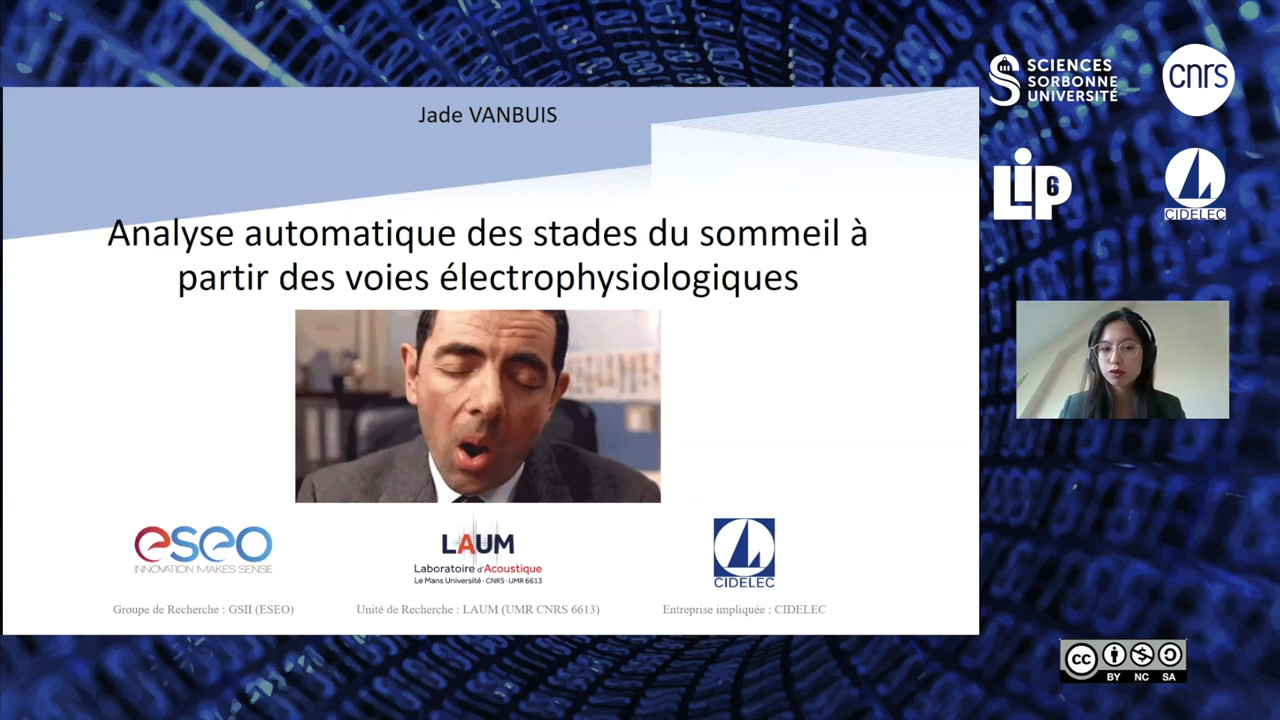 Jade VANBUIS
Analyse automatique des stades du sommeil à
partir des voies électrophysiologiques
eseo
INNOVATION MAKES SENSE
LAUM
Laboratoire d'Acoustique
Le Mans Université - CNRS - UMR 6613
CIDELEC
Groupe de Recherche : GSII (ESEO)
Unité de Recherche : LAUM (UMR CNRS 6613)
Entreprise impliquée : CIDELEC
SCIENCES
SORBONNE
UNIVERSITÉ
cnrs
LIP6
CIDELEC
cc
BY NC SA